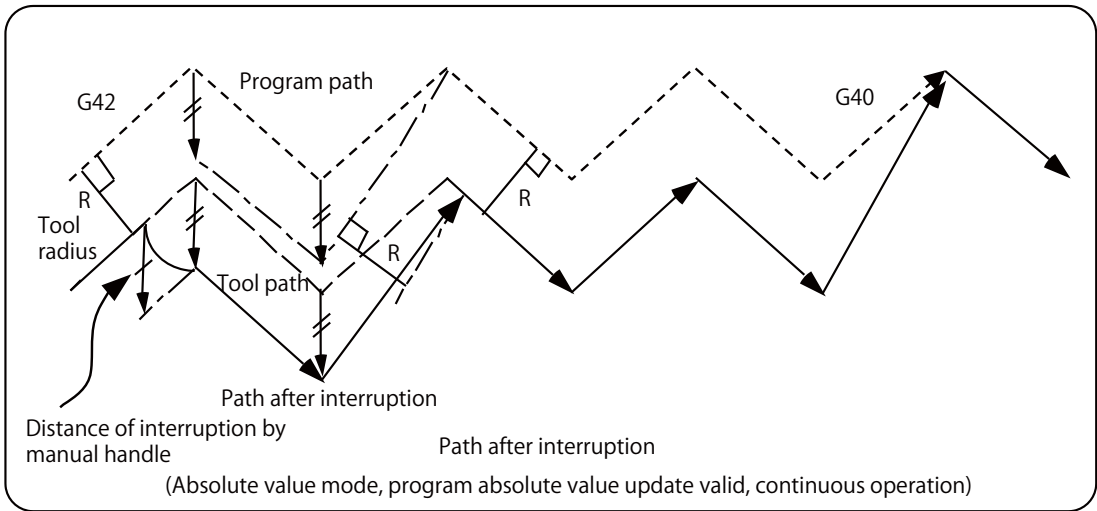 Program path
G42
G40
R
R
Tool
radius
R
Tool path
Path after interruption
Distance of interruption by
manual handle
Path after interruption
(Absolute value mode, program absolute value update valid, continuous operation)